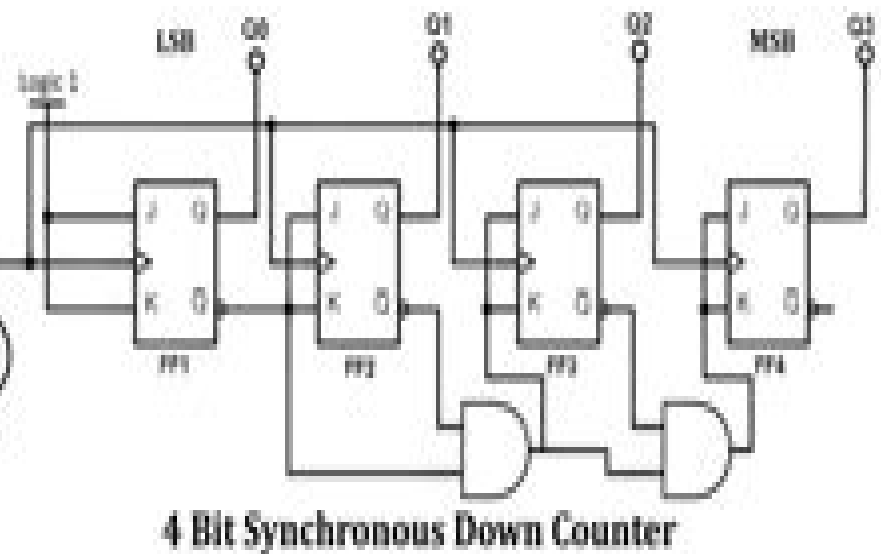 LSB Q0 Q1 Q2 MSB Q3
Logic 1
J Q J Q J Q J Q
K Q̅ K Q̅ K Q̅ K Q̅
FF1 FF2 FF3 FF4
4 Bit Synchronous Down Counter